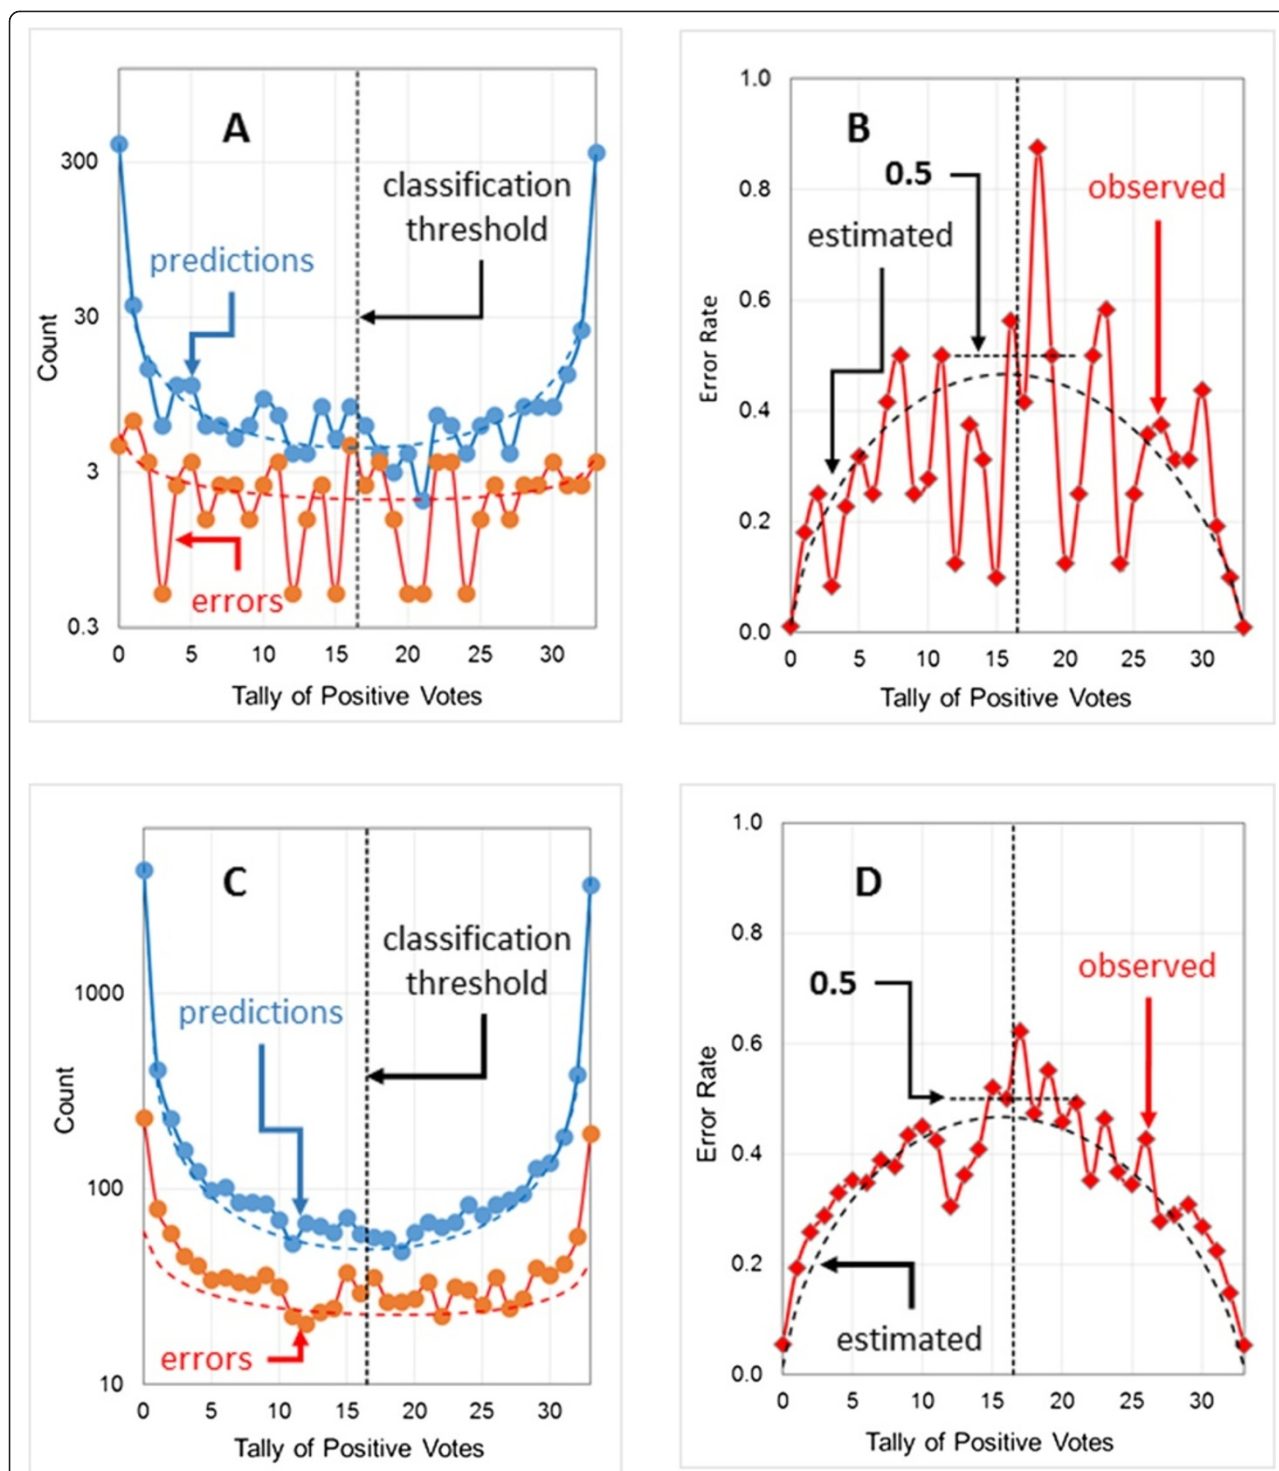 A
300
classification
threshold
predictions
30
Count
3
errors
0.3
0 5 10 15 20 25 30
Tally of Positive Votes
1.0
B
0.5
observed
0.8
estimated
0.6
Error Rate
0.4
0.2
0.0
0 5 10 15 20 25 30
Tally of Positive Votes
C
classification
threshold
1000
predictions
Count
100
errors
10
0 5 10 15 20 25 30
Tally of Positive Votes
1.0
D
0.8
observed
0.5
0.6
Error Rate
0.4
0.2
estimated
0.0
0 5 10 15 20 25 30
Tally of Positive Votes